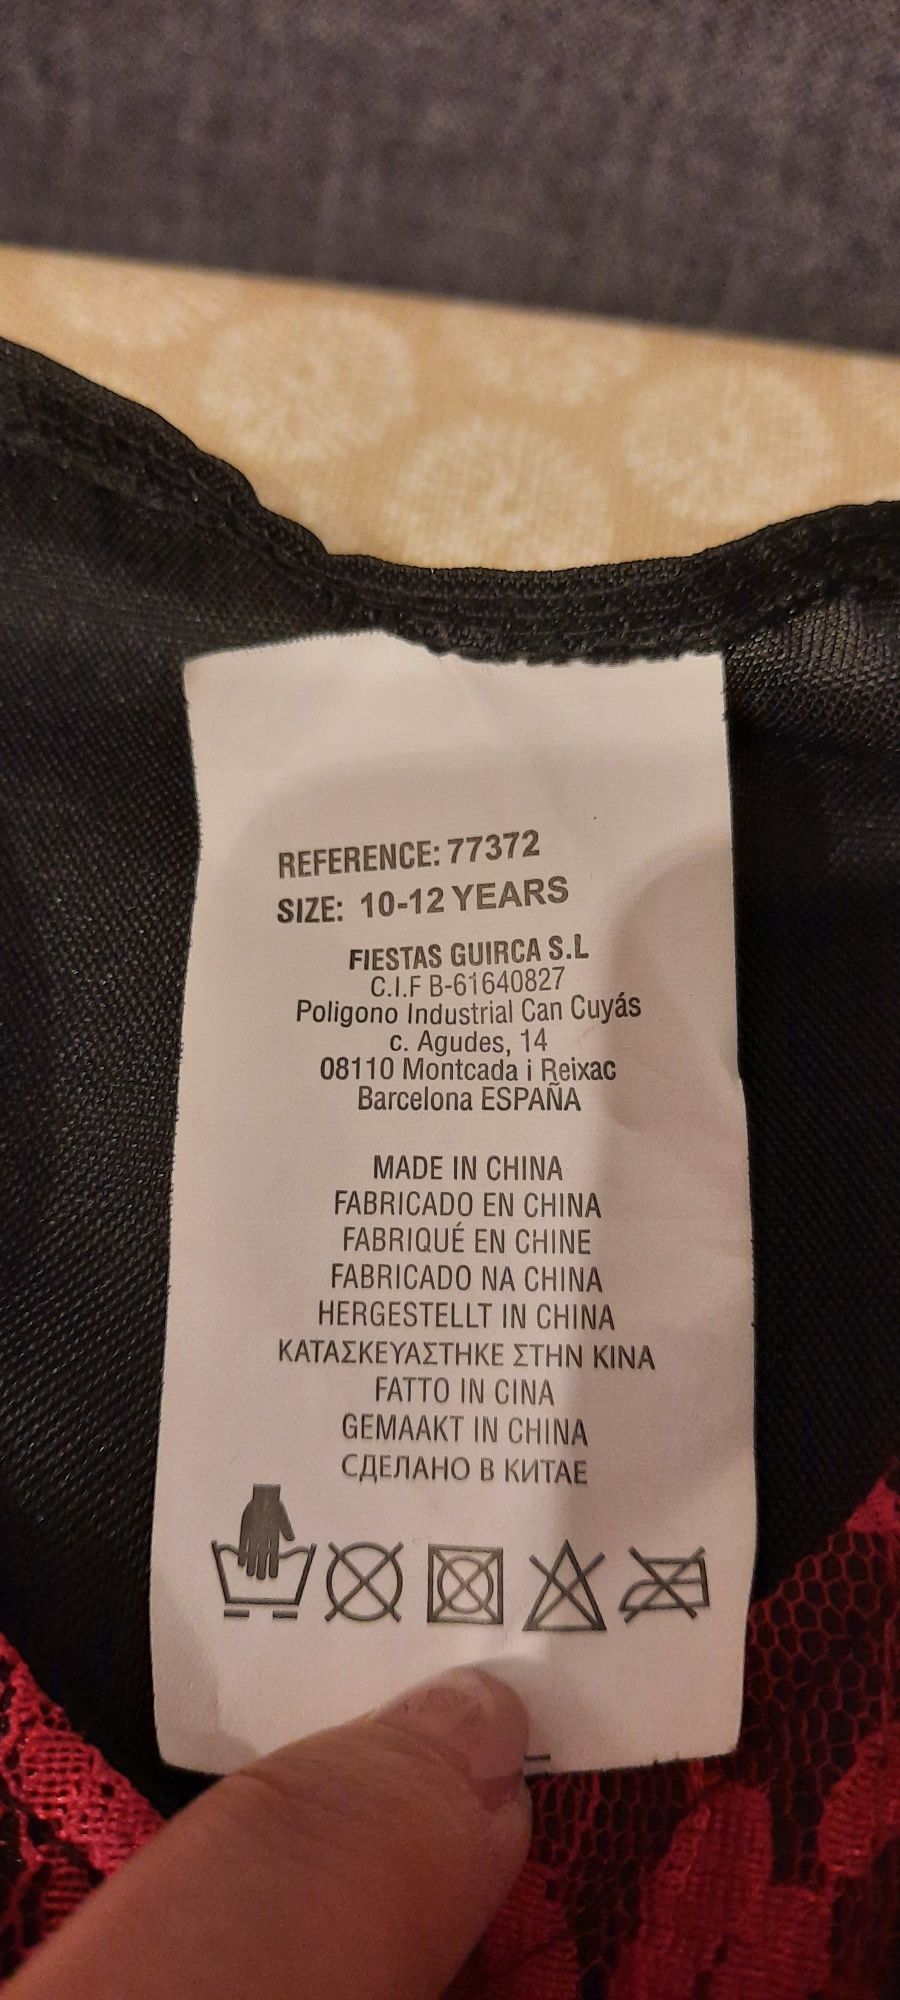 REFERENCE: 77372
SIZE: 10-12 YEARS
FIESTAS GUIRCA S.L
C.I.F B-61640827
Poligono Industrial Can Cuyás
c. Agudes, 14
08110 Montcada i Reixac
Barcelona ESPAÑA
MADE IN CHINA
FABRICADO EN CHINA
FABRIQUÉ EN CHINE
FABRICADO NA CHINA
HERGESTELLT IN CHINA
ΚΑΤΑΣΚΕΥΑΣΤΗΚΕ ΣΤΗΝ ΚΙΝΑ
FATTO IN CINA
GEMAAKT IN CHINA
СДЕЛАНО В КИТАЕ